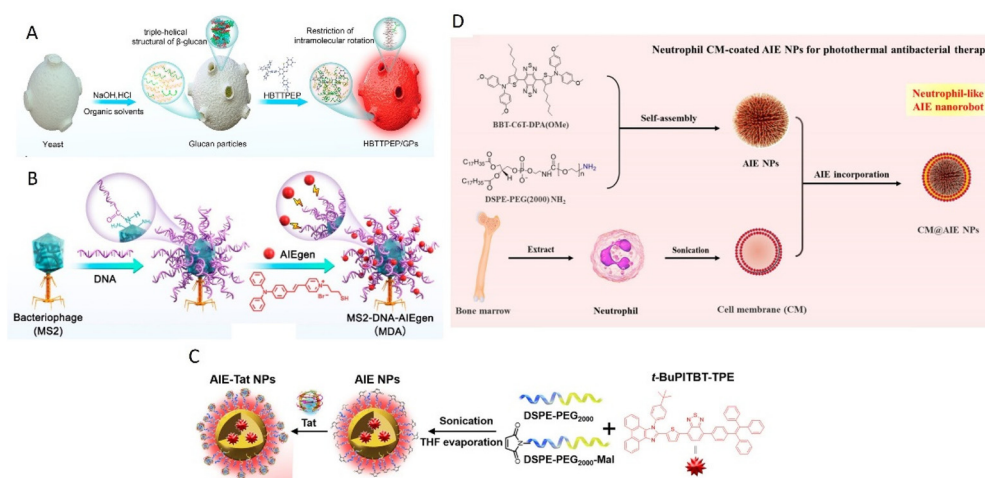 A
triple-helical
structural of β-glucan
Restriction of
intramolecular rotation
NaOH,HCl
Organic solvents
HBTTPEP
Yeast
Glucan particles
HBTTPEP/GPs
B
DNA
AIEgen
Bacteriophage
(MS2)
MS2-DNA-AIEgen
(MDA)
C
AIE-Tat NPs
AIE NPs
Tat
Sonication
THF evaporation
DSPE-PEG2000
DSPE-PEG2000-Mal
t-BuPITBT-TPE
D
Neutrophil CM-coated AIE NPs for photothermal antibacterial therap
BBT-C6T-DPA(OMe)
DSPE-PEG(2000) NH2
Self-assembly
AIE NPs
Neutrophil-like
AIE nanorobot
AIE incorporation
CM@AIE NPs
Extract
Sonication
Bone marrow
Neutrophil
Cell membrane (CM)